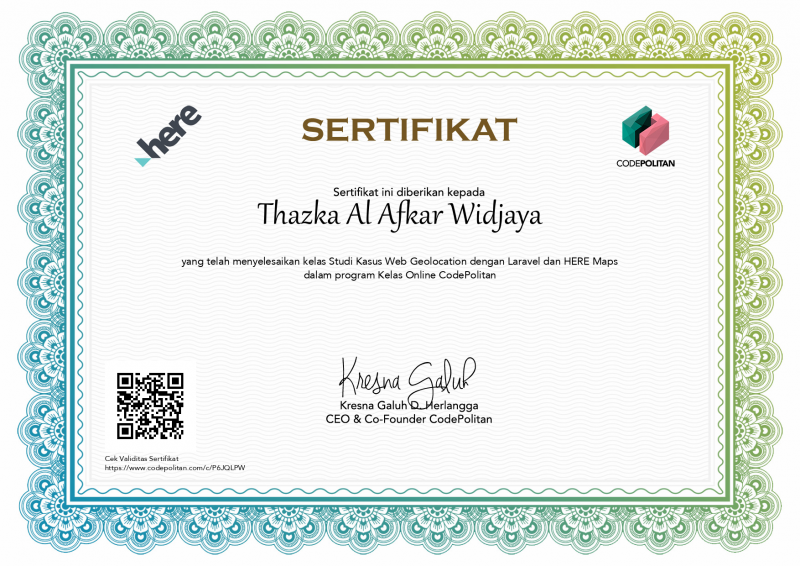 here
SERTIFIKAT
CODEPOLITAN
Sertifikat ini diberikan kepada
Thazka Al Afkar Widjaya
yang telah menyelesaikan kelas Studi Kasus Web Geolocation dengan Laravel dan HERE Maps
dalam program Kelas Online CodePolitan
Kresna Galuh
Kresna Galuh D. Herlangga
CEO & Co-Founder CodePolitan
Cek Validitas Sertifikat
https://www.codepolitan.com/c/P6JQLPW